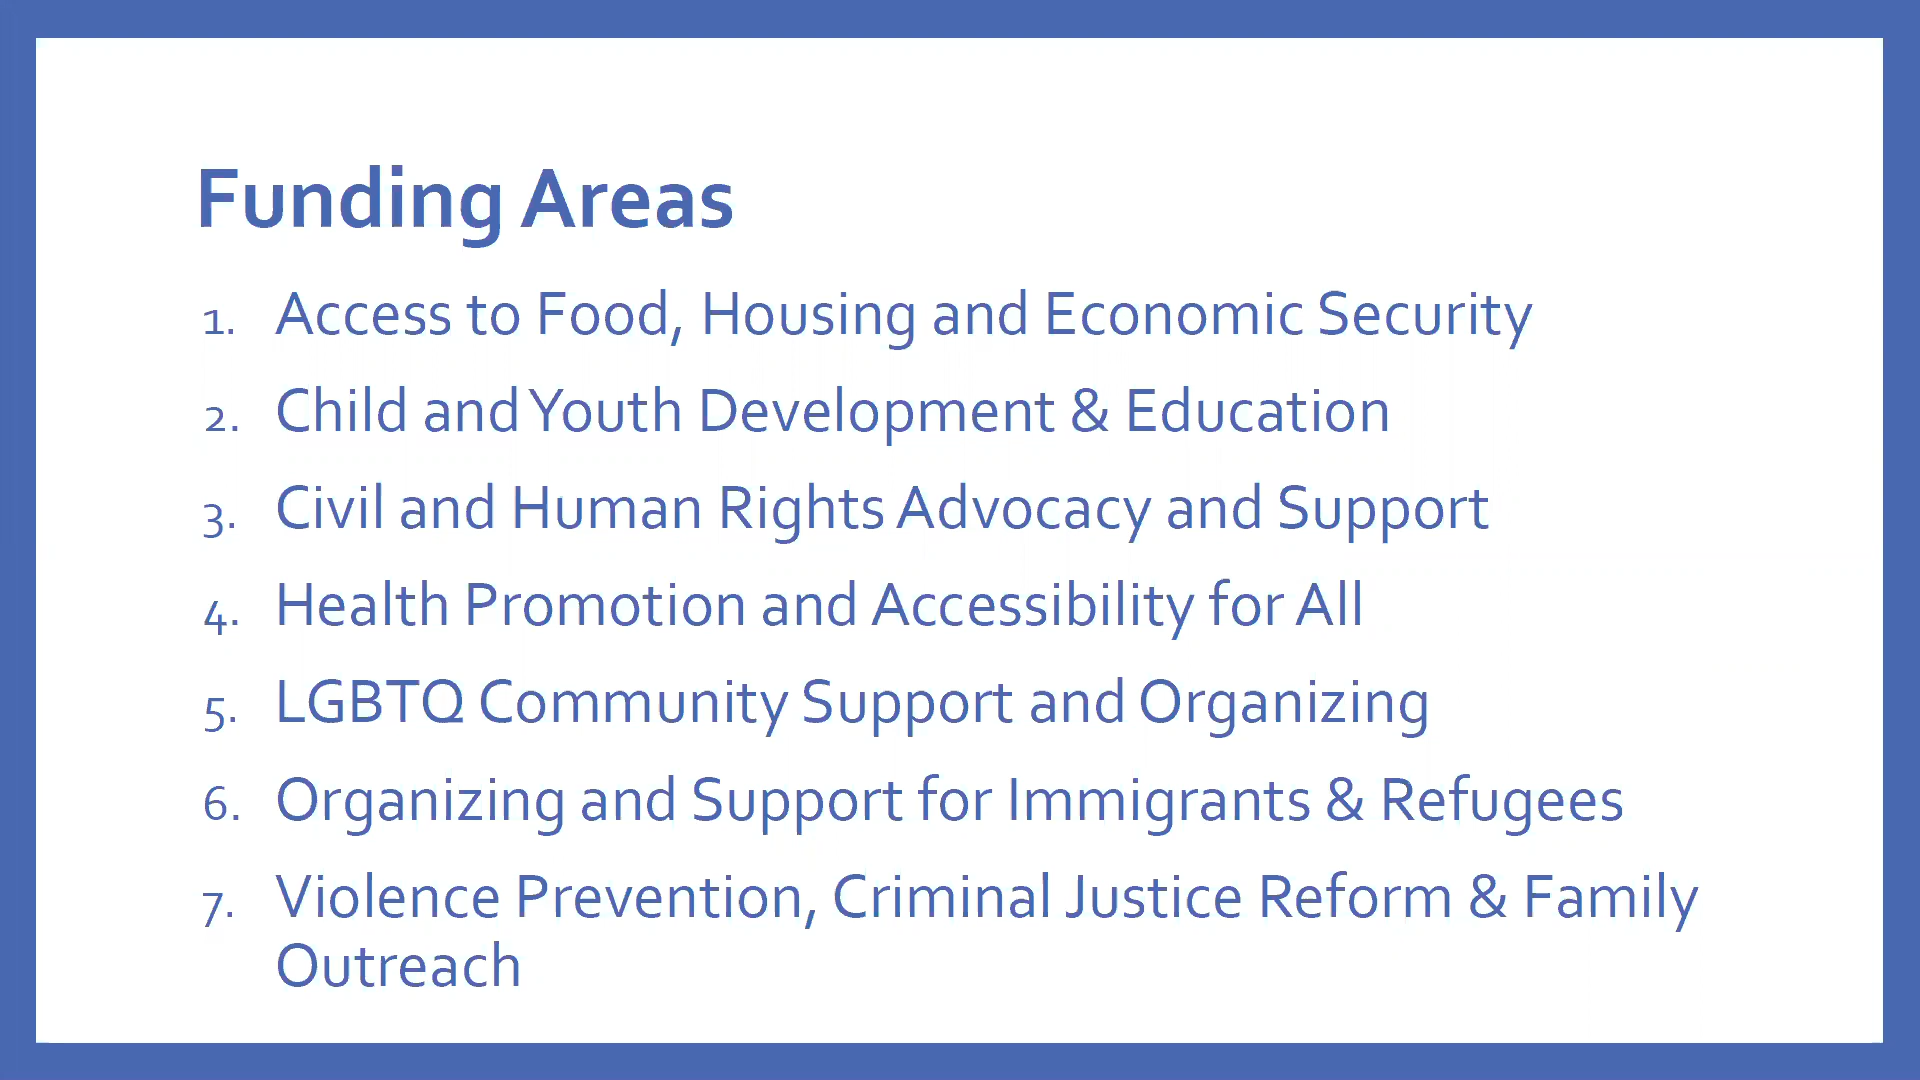 Funding Areas
1. Access to Food, Housing and Economic Security
2. Child and Youth Development & Education
3. Civil and Human Rights Advocacy and Support
4. Health Promotion and Accessibility for All
5. LGBTQ Community Support and Organizing
6. Organizing and Support for Immigrants & Refugees
7. Violence Prevention, Criminal Justice Reform & Family
Outreach